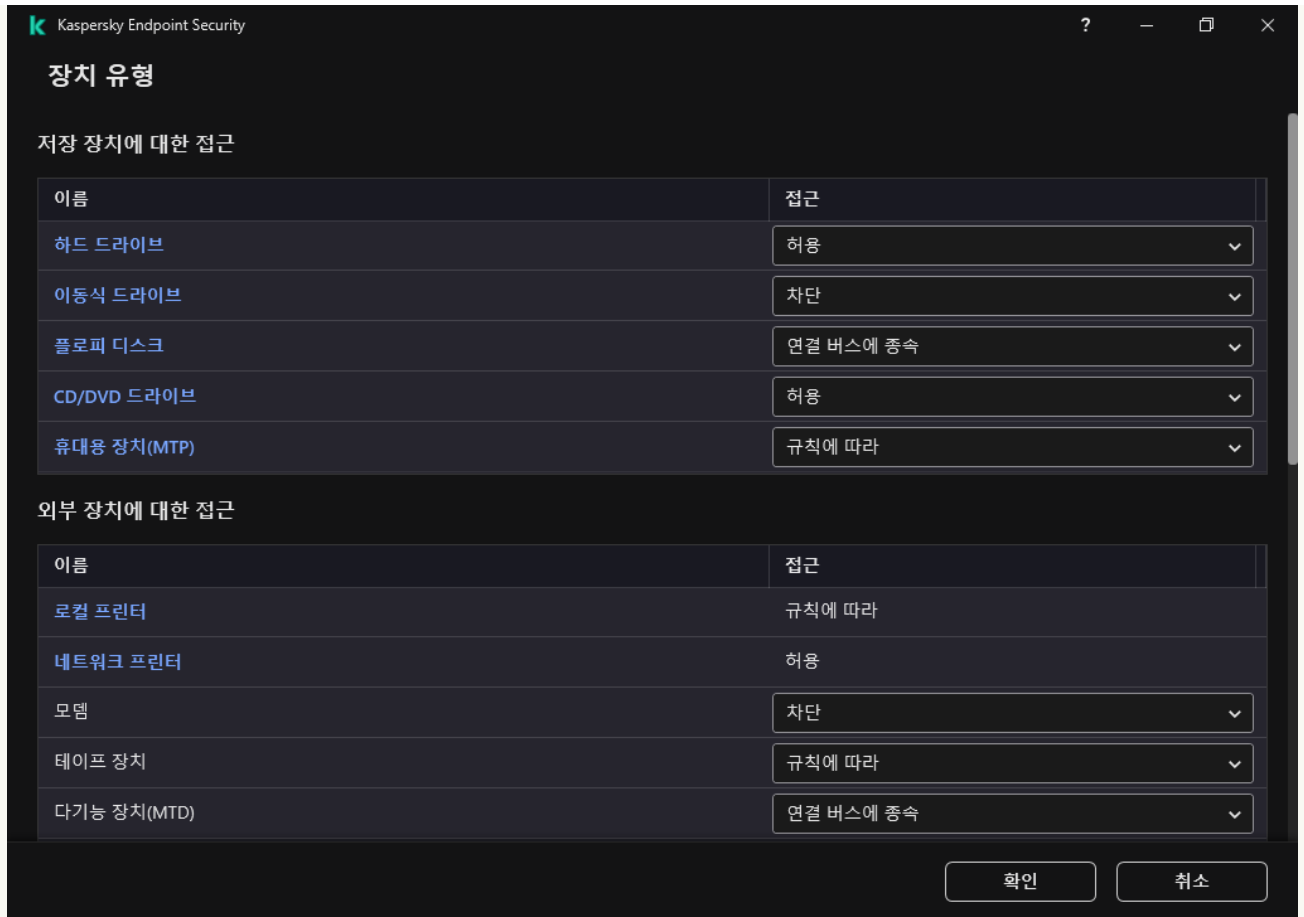 Kaspersky Endpoint Security
?
장치 유형
저장 장치에 대한 접근
이름 접근
하드 드라이브 허용
이동식 드라이브 차단
플로피 디스크 연결 버스에 종속
CD/DVD 드라이브 허용
휴대용 장치(MTP) 규칙에 따라
외부 장치에 대한 접근
이름 접근
로컬 프린터 규칙에 따라
네트워크 프린터 허용
모뎀 차단
테이프 장치 규칙에 따라
다기능 장치(MTD) 연결 버스에 종속
확인 취소